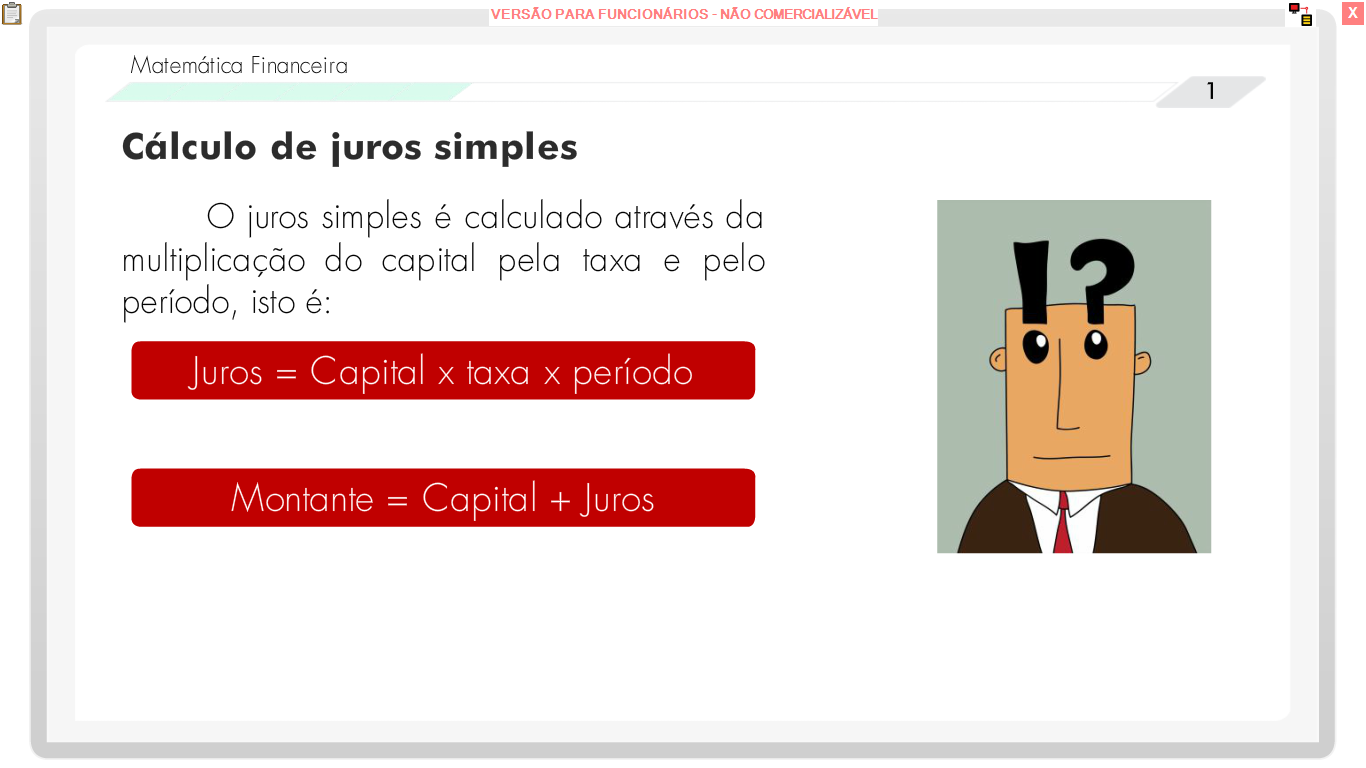 VERSÃO PARA FUNCIONÁRIOS - NÃO COMERCIALIZÁVEL
X
Matemática Financeira
1
Cálculo de juros simples
O juros simples é calculado através da
multiplicação do capital pela taxa e pelo
período, isto é:
Juros = Capital x taxa x período
Montante = Capital + Juros
!?